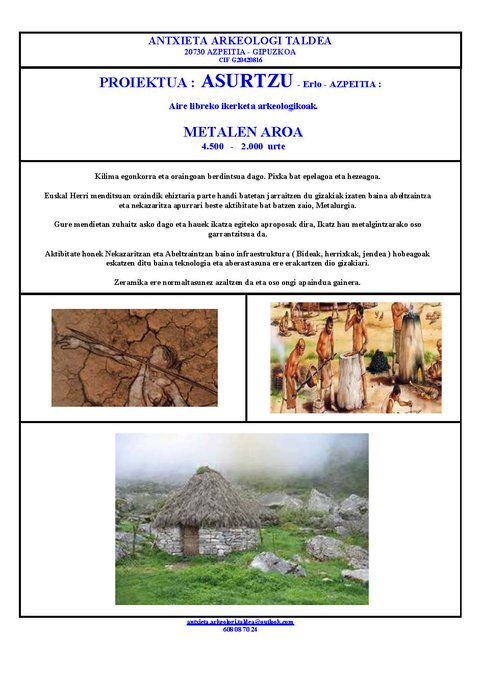 ANTXIETA ARKEOLOGI TALDEA
20730 AZPEITIA - GIPUZKOA
CIF G20420816
PROIEKTUA : ASURTZU - Erlo - AZPEITIA :
Aire libreko ikerketa arkeologikoak.
METALEN AROA
4.500 - 2.000 urte
Kilima egonkorra eta oraingoan berdintsua dago. Pixka bat epelagoa eta hezeagoa.
Euskal Herri menditsuan oraindik ehiztaria parte handi batetan jarraitzen du gizakiak izaten baina abeltzaintza
eta nekazaritza apurrari beste aktibitate bat batzen zaio, Metalurgia.
Gure mendietan zuhaitz asko dago eta hauek ikatza egiteko aproposak dira, Ikatz hau metalgintzarako oso
garrantzitsua da.
Aktibitate honek Nekazaritzan eta Abeltzaintzan baino infraestruktura ( Bideak, herrixkak, jendea ) hobeagoak
eskatzen ditu baina teknologia eta aberastasuna ere erakartzen dio gizakiari.
Zeramika ere normaltasunez azaltzen da eta oso ongi apaindua gainera.
antxieta.arkeologi.taldea@outlook.com
608 08 70 24